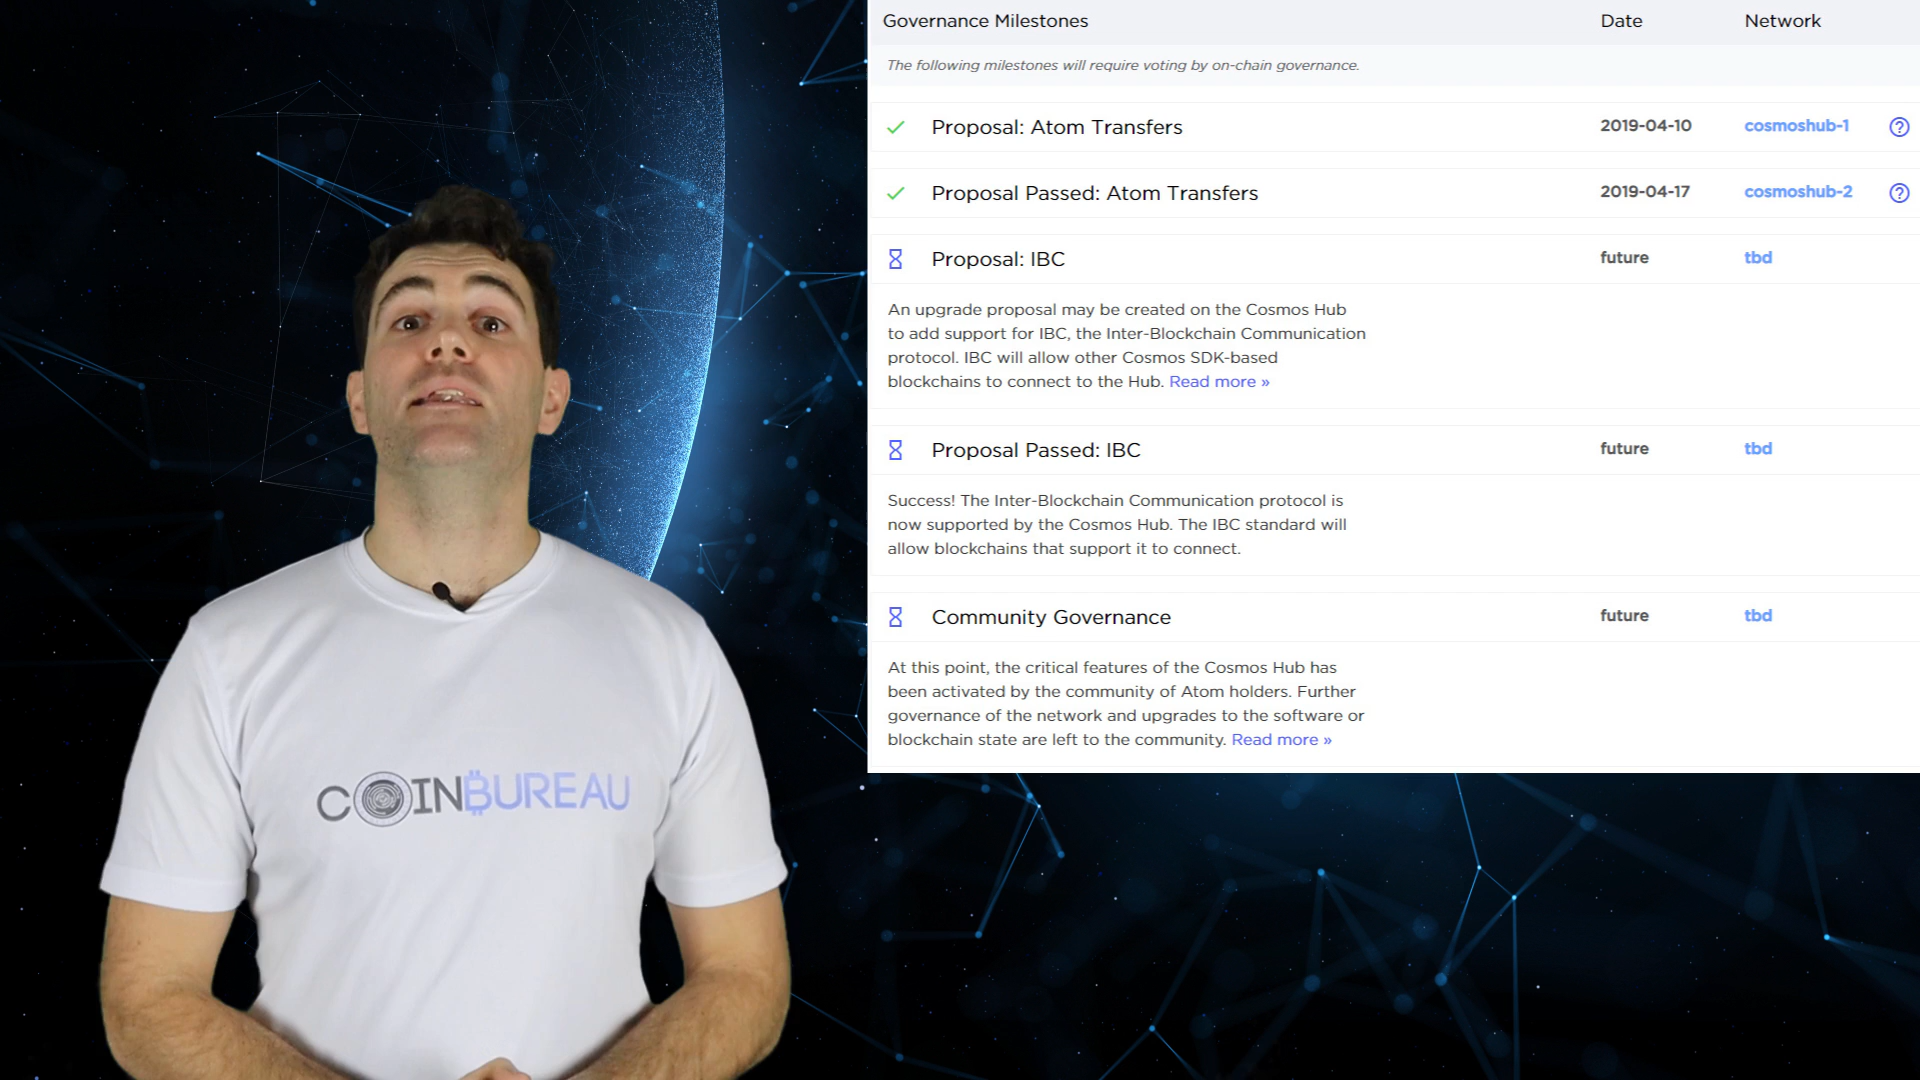 Governance Milestones Date Network
The following milestones will require voting by on-chain governance.
Proposal: Atom Transfers 2019-04-10 cosmoshub-1
Proposal Passed: Atom Transfers 2019-04-17 cosmoshub-2
Proposal: IBC future tbd
An upgrade proposal may be created on the Cosmos Hub
to add support for IBC, the Inter-Blockchain Communication
protocol. IBC will allow other Cosmos SDK-based
blockchains to connect to the Hub. Read more »
Proposal Passed: IBC future tbd
Success! The Inter-Blockchain Communication protocol is
now supported by the Cosmos Hub. The IBC standard will
allow blockchains that support it to connect.
Community Governance future tbd
At this point, the critical features of the Cosmos Hub has
been activated by the community of Atom holders. Further
governance of the network and upgrades to the software or
blockchain state are left to the community. Read more »
COINBUREAU